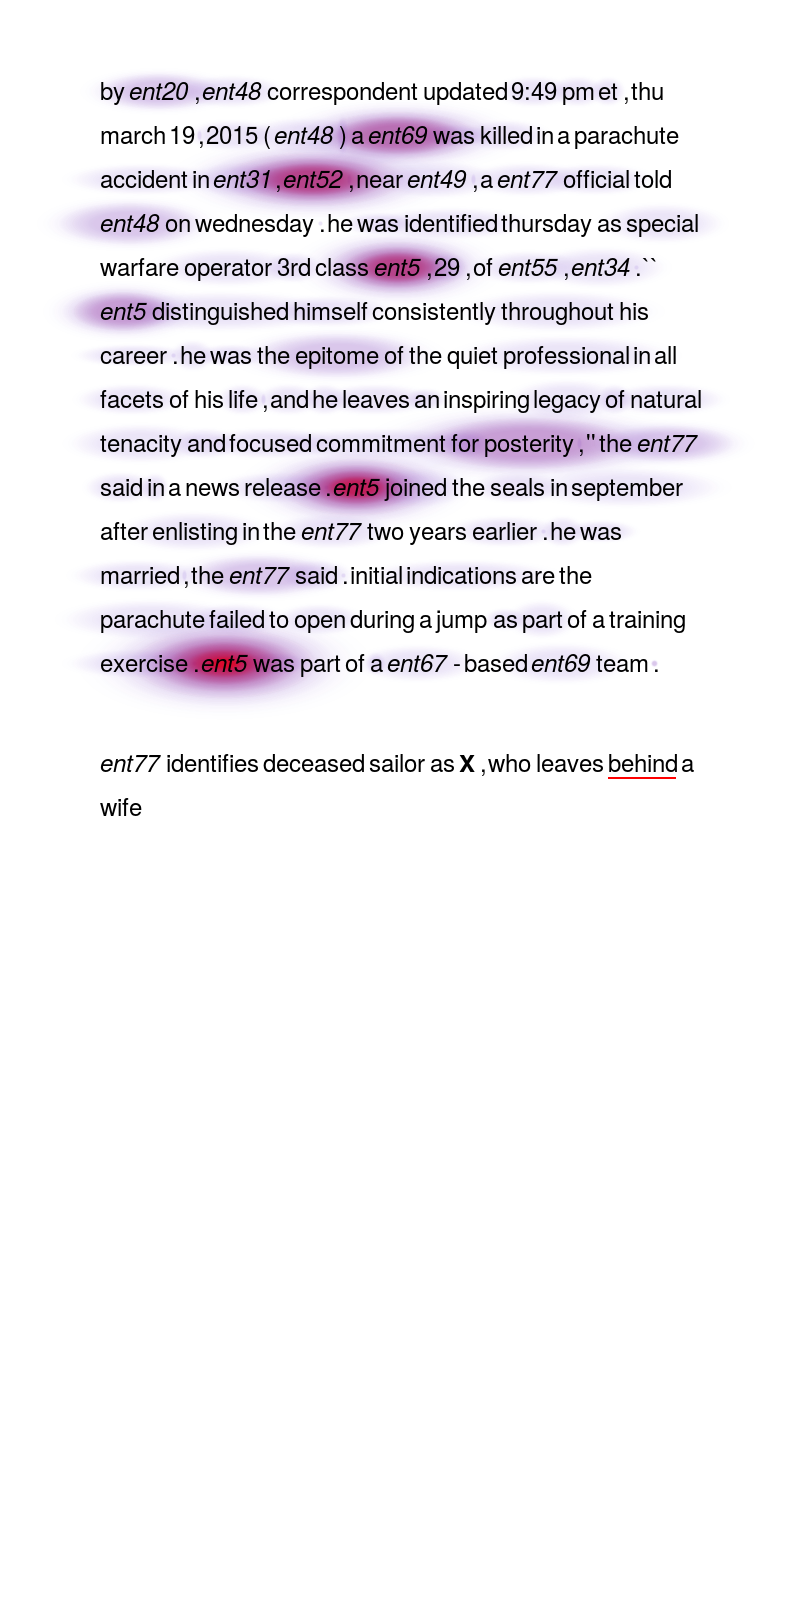 by ent20 , ent48 correspondent updated 9:49 pm et , thu
march 19 , 2015 ( ent48 ) a ent69 was killed in a parachute
accident in ent31 , ent52 , near ent49 , a ent77 official told
ent48 on wednesday . he was identified thursday as special
warfare operator 3rd class ent5 , 29 , of ent55 , ent34 . ``
ent5 distinguished himself consistently throughout his
career . he was the epitome of the quiet professional in all
facets of his life , and he leaves an inspiring legacy of natural
tenacity and focused commitment for posterity , '' the ent77
said in a news release . ent5 joined the seals in september
after enlisting in the ent77 two years earlier . he was
married , the ent77 said . initial indications are the
parachute failed to open during a jump as part of a training
exercise . ent5 was part of a ent67 - based ent69 team .
ent77 identifies deceased sailor as X , who leaves behind a
wife